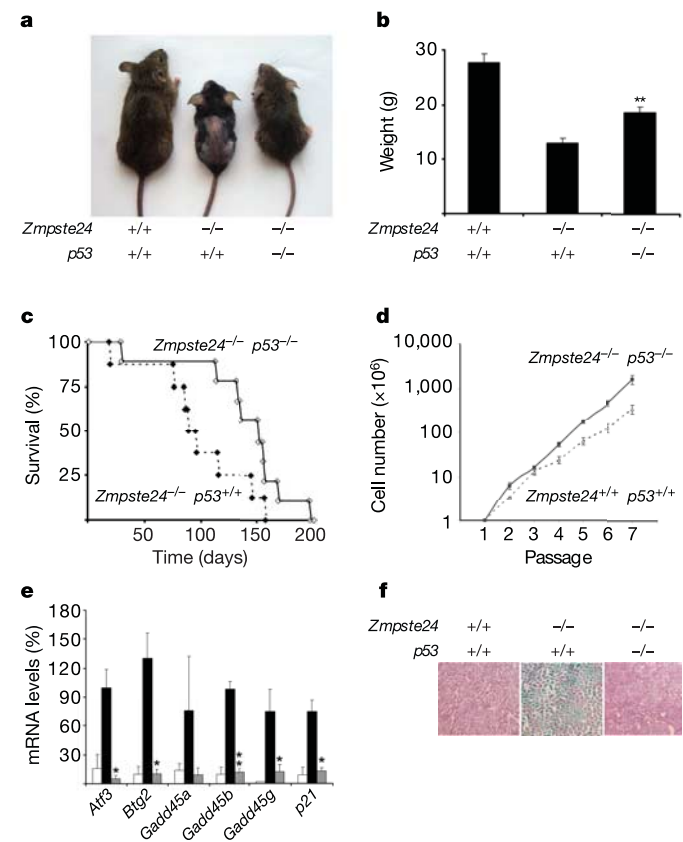 a
Zmpste24 +/+ –/– –/–
p53 +/+ +/+ –/–
b
Weight (g)
30
20
10
**
Zmpste24 +/+ –/– –/–
p53 +/+ +/+ –/–
c
Survival (%)
100
75
50
25
Zmpste24–/– p53–/–
Zmpste24–/– p53+/+
50 100 150 200
Time (days)
d
Cell number (×10⁶)
10,000
1,000
100
10
1
Zmpste24–/– p53–/–
Zmpste24+/+ p53+/+
1 2 3 4 5 6 7
Passage
e
mRNA levels (%)
180
150
120
90
60
30
* * ** * *
Atf3 Btg2 Gadd45a Gadd45b Gadd45g p21
f
Zmpste24 +/+ –/– –/–
p53 +/+ +/+ –/–